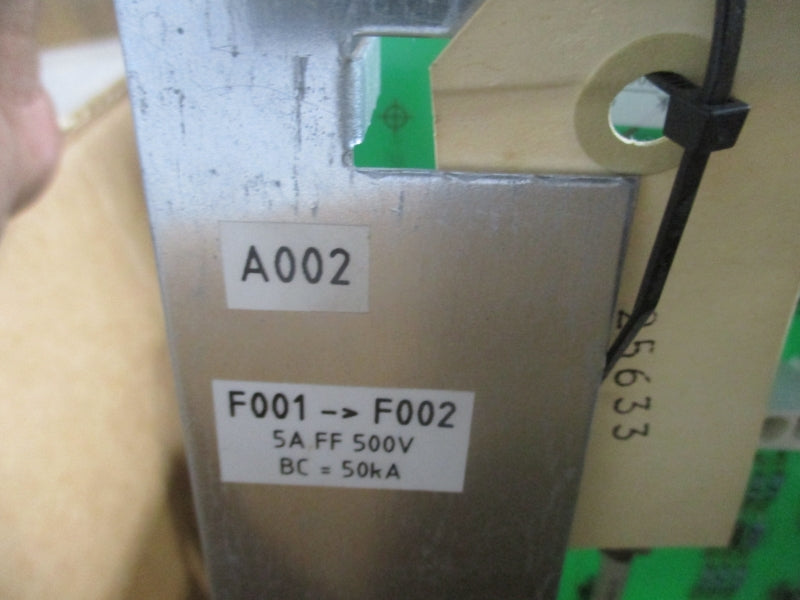 A002
F001 -> F002
5A FF 500V
BC = 50kA
25633